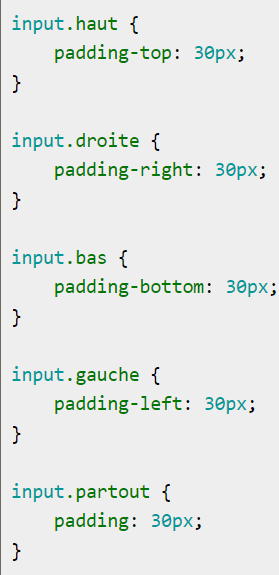 input.haut {
    padding-top: 30px;
}

input.droite {
    padding-right: 30px;
}

input.bas {
    padding-bottom: 30px;
}

input.gauche {
    padding-left: 30px;
}

input.partout {
    padding: 30px;
}